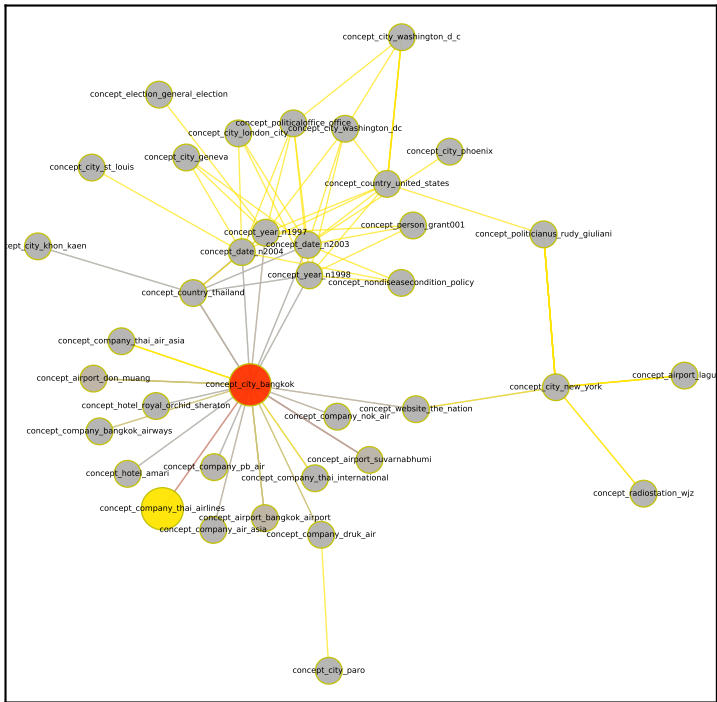 concept_city_washington_d_c
concept_election_general_election
concept_politicaloffice_office
concept_city_london_city
concept_city_washington_dc
concept_city_phoenix
concept_city_geneva
concept_city_st_louis
concept_country_united_states
concept_person_grant001
concept_year_n1997
concept_politicianus_rudy_giuliani
concept_date_n2003
cept_city_khon_kaen
concept_date_n2004
concept_year_n1998
concept_nondiseasecondition_policy
concept_country_thailand
concept_company_thai_air_asia
concept_airport_lagu
concept_airport_don_muang
concept_city_bangkok
concept_city_new_york
concept_hotel_royal_orchid_sheraton
concept_website_the_nation
concept_company_nok_air
concept_company_bangkok_airways
concept_airport_suvarnabhumi
concept_company_pb_air
concept_hotel_amari
concept_company_thai_international
concept_radiostation_wjz
concept_company_thai_airlines
concept_airport_bangkok_airport
concept_company_air_asia
concept_company_druk_air
concept_city_paro